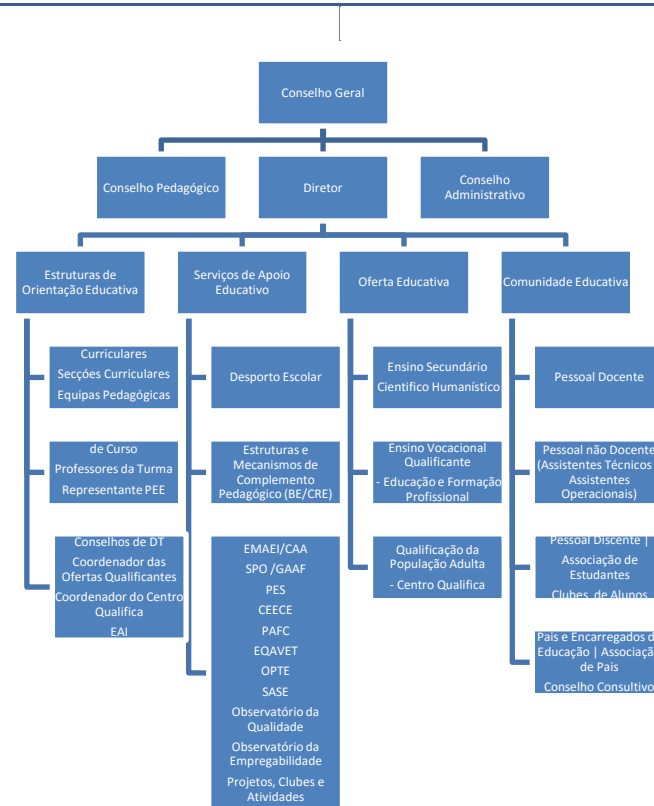 Conselho Geral
Conselho Pedagógico
Diretor
Conselho
Administrativo
Estruturas de
Orientação Educativa
Serviços de Apoio
Educativo
Oferta Educativa
Comunidade Educativa
Curriculares
Secções Curriculares
Equipas Pedagógicas
de Curso
Professores da Turma
Representante PEE
Conselhos de DT
Coordenador das
Ofertas Qualificantes
Coordenador do Centro
Qualifica
EAI
Desporto Escolar
Estruturas e
Mecanismos de
Complemento
Pedagógico (BE/CRE)
EMAEI/CAA
SPO /GAAF
PES
CEECE
PAFC
EQAVET
OPTE
SASE
Observatório da
Qualidade
Observatório da
Empregabilidade
Projetos, Clubes e
Atividades
Ensino Secundário
Cientifico Humanístico
Ensino Vocacional
Qualificante
- Educação e Formação
Profissional
Qualificação da
População Adulta
- Centro Qualifica
Pessoal Docente
Pessoal não Docente
(Assistentes Técnicos
Assistentes
Operacionais)
Pessoal Discente |
Associação de
Estudantes
Clubes de Alunos
Pais e Encarregados d
Educação | Associaçã
de Pais
Conselho Consultivo